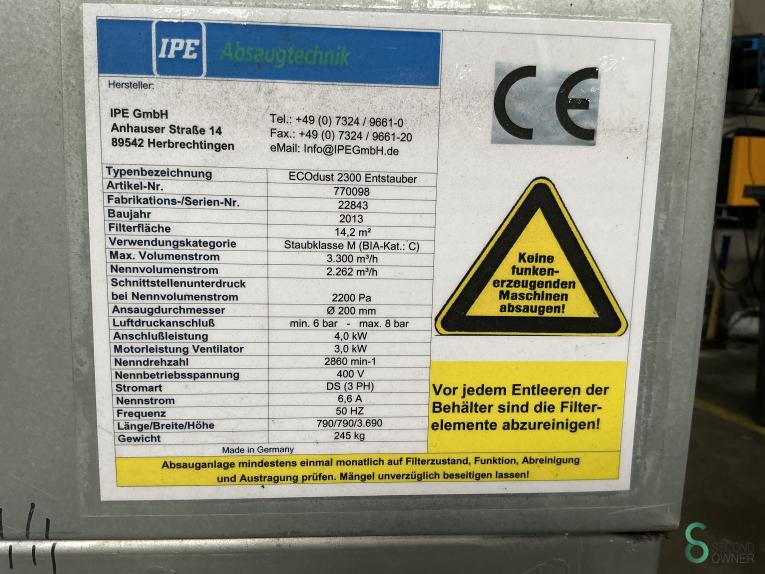 IPE Absaugtechnik
Hersteller:
IPE GmbH
Anhauser Straße 14
89542 Herbrechtingen
Tel.: +49 (0) 7324 / 9661-0
Fax.: +49 (0) 7324 / 9661-20
eMail: Info@IPEGmbH.de
CE
Typenbezeichnung ECOdust 2300 Entstauber
Artikel-Nr. 770098
Fabrikations-/Serien-Nr. 22843
Baujahr 2013
Filterfläche 14,2 m²
Verwendungskategorie Staubklasse M (BIA-Kat.: C)
Max. Volumenstrom 3.300 m³/h
Nennvolumenstrom 2.262 m³/h
Schnittstellenunterdruck
bei Nennvolumenstrom 2200 Pa
Ansaugdurchmesser Ø 200 mm
Luftdruckanschluß min. 6 bar - max. 8 bar
Anschlußleistung 4,0 kW
Motorleistung Ventilator 3,0 kW
Nenndrehzahl 2860 min-1
Nennbetriebsspannung 400 V
Stromart DS (3 PH)
Nennstrom 6,6 A
Frequenz 50 HZ
Länge/Breite/Höhe 790/790/3.690
Gewicht 245 kg
Made in Germany
Keine
funken-
erzeugenden
Maschinen
absaugen!
Vor jedem Entleeren der
Behälter sind die Filter-
elemente abzureinigen!
Absauganlage mindestens einmal monatlich auf Filterzustand, Funktion, Abreinigung
und Austragung prüfen. Mängel unverzüglich beseitigen lassen!
SECOND
OWNER